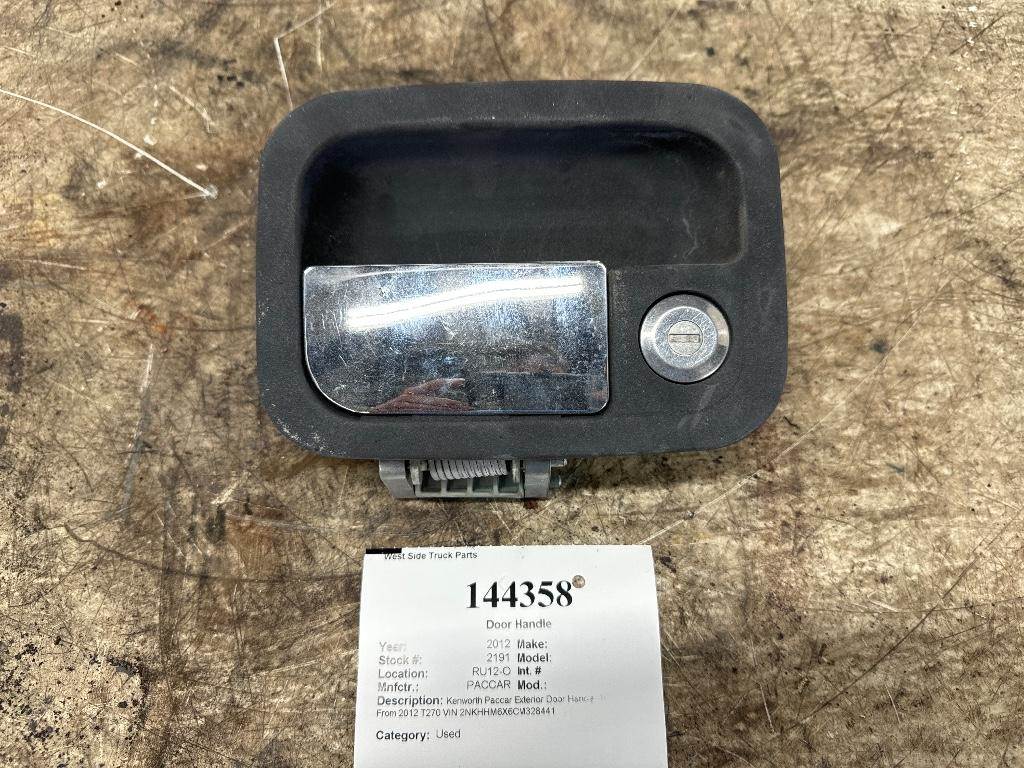 West Side Truck Parts
144358
Door Handle
Year: 2012 Make:
Stock #: 2191 Model:
Location: RU12-O Int. #
Mnfctr.: PACCAR Mod.:
Description: Kenworth Paccar Exterior Door Handle
From 2012 T270 VIN 2NKHHM6X6CM328441
Category: Used